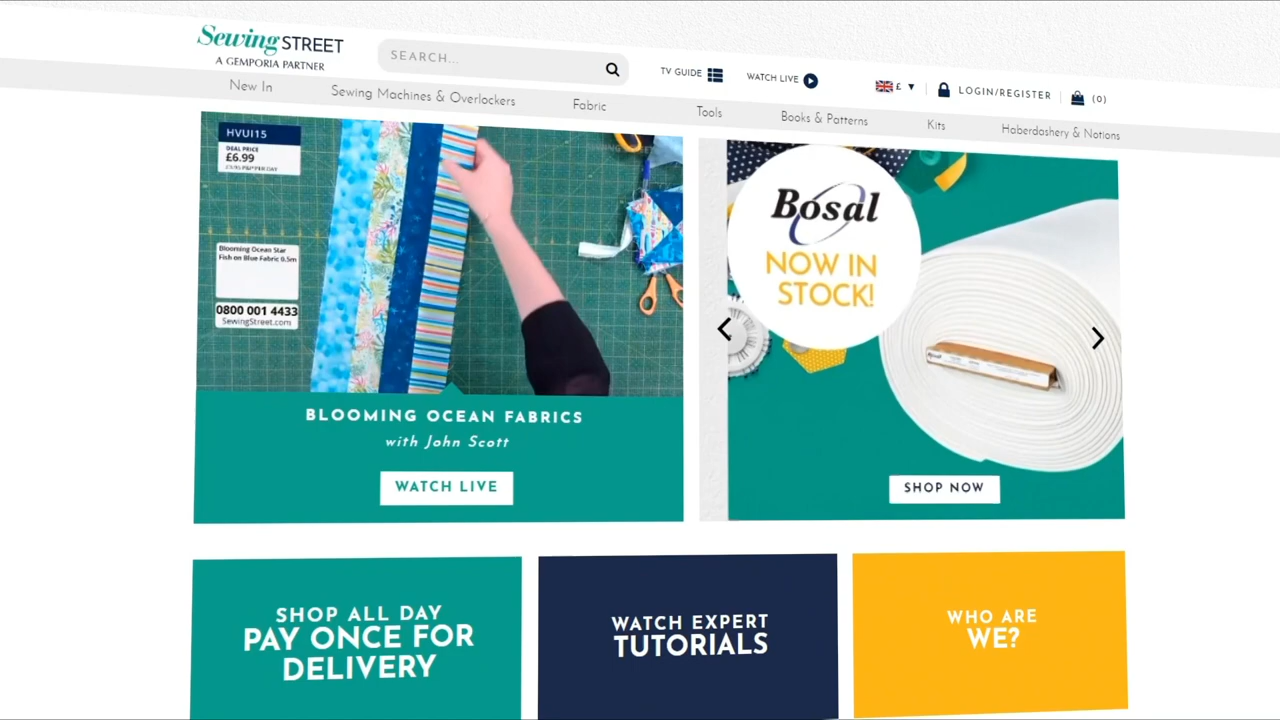 Sewing STREET
A GEMPORIA PARTNER
SEARCH...
TV GUIDE
WATCH LIVE
£
LOGIN/REGISTER
(0)
New In
Sewing Machines & Overlockers
Fabric
Tools
Books & Patterns
Kits
Haberdashery & Notions
HVUI15
DEAL PRICE
£6.99
Blooming Ocean Star
Fish on Blue Fabric 0.5m
0800 001 4433
SewingStreet.com
BLOOMING OCEAN FABRICS
with John Scott
WATCH LIVE
Bosal
NOW IN
STOCK!
Bosal
SHOP NOW
SHOP ALL DAY
PAY ONCE FOR
DELIVERY
WATCH EXPERT
TUTORIALS
WHO ARE
WE?